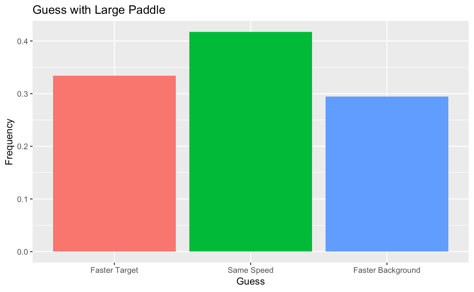 Guess with Large Paddle
Frequency
0.4
0.3
0.2
0.1
0.0
Faster Target
Same Speed
Faster Background
Guess